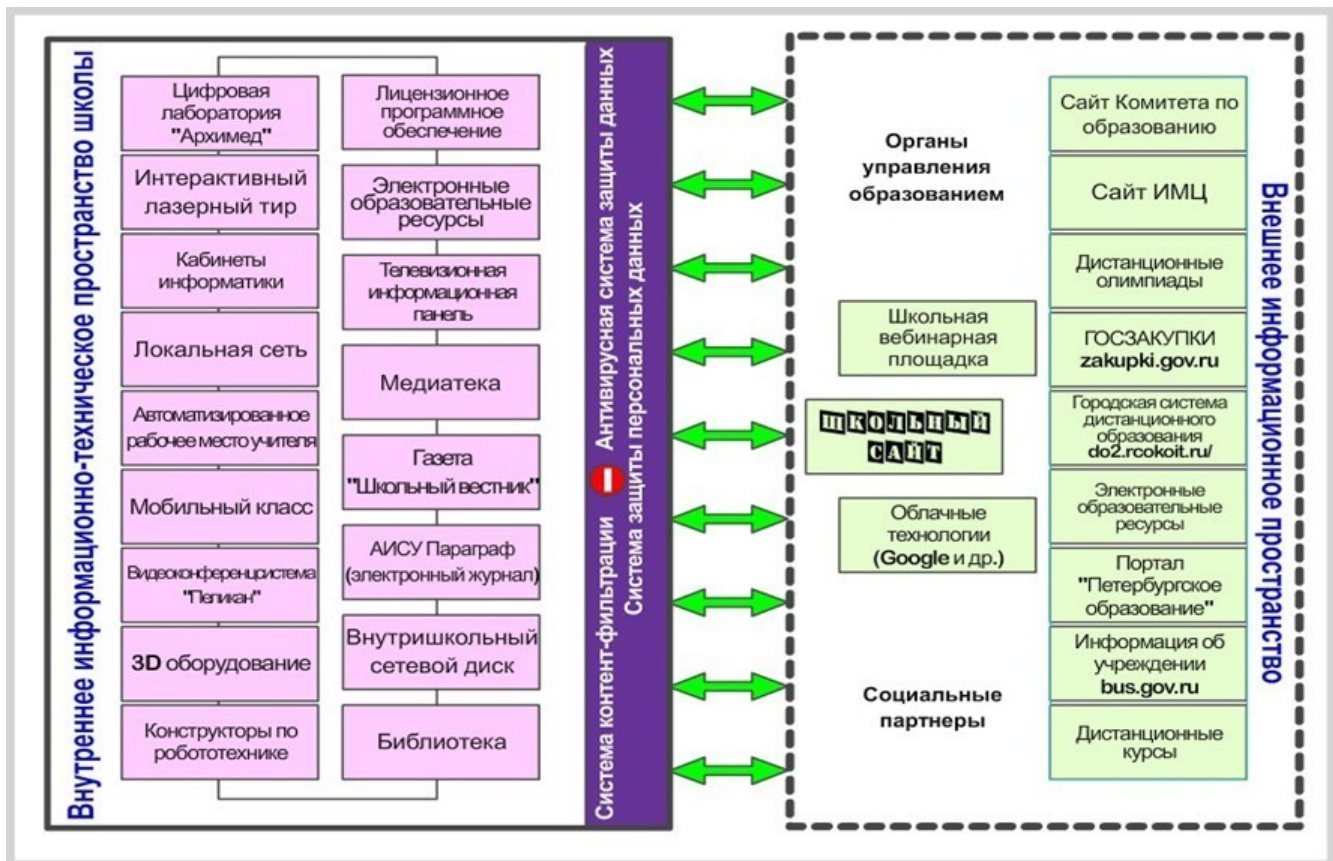 Внутреннее информационно-техническое пространство школы
Цифровая
лаборатория
"Архимед"
Интерактивный
лазерный тир
Кабинеты
информатики
Локальная сеть
Автоматизированное
рабочее место учителя
Мобильный класс
Видеоконференцсистема
"Пеликан"
3D оборудование
Конструкторы по
робототехнике
Лицензионное
программное
обеспечение
Электронные
образовательные
ресурсы
Телевизионная
информационная
панель
Медиатека
Газета
"Школьный вестник"
АИСУ Параграф
(электронный журнал)
Внутришкольный
сетевой диск
Библиотека
Система контент-фильтрации
Антивирусная система защиты данных
Система защиты персональных данных
Органы
управления
образованием
Школьная
вебинарная
площадка
ШКОЛЬНЫЙ
САЙТ
Облачные
технологии
(Google и др.)
Социальные
партнеры
Сайт Комитета по
образованию
Сайт ИМЦ
Дистанционные
олимпиады
ГОСЗАКУПКИ
zakupki.gov.ru
Городская система
дистанционного
образования
do2.rcokoit.ru/
Электронные
образовательные
ресурсы
Портал
"Петербургское
образование"
Информация об
учреждении
bus.gov.ru
Дистанционные
курсы
Внешнее информационное пространство